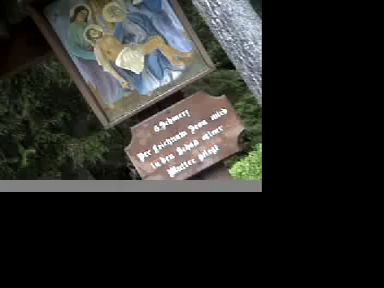 6. Schmerz
Der Leichnam Jesu wird
in den Schoß seiner
Mutter gelegt